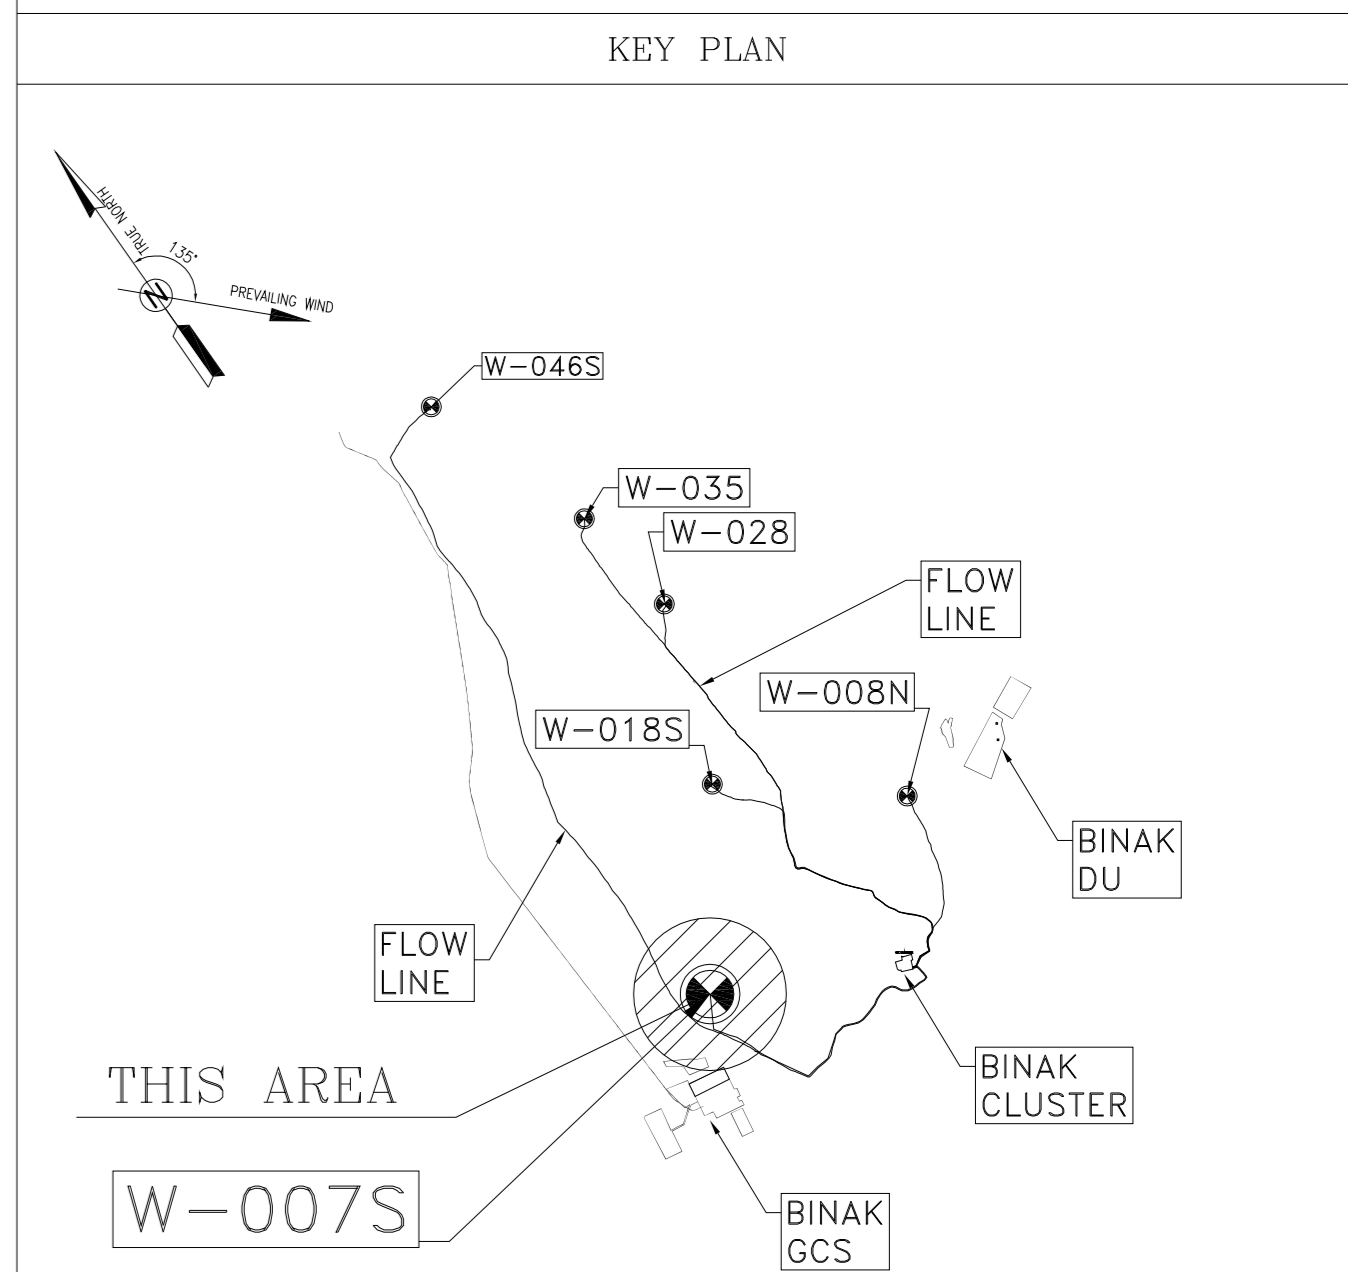 KEY PLAN
TRUE NORTH
135°
N
PREVAILING WIND
W-046S
W-035
W-028
FLOW
LINE
W-008N
W-018S
BINAK
DU
FLOW
LINE
THIS AREA
BINAK
CLUSTER
W-007S
BINAK
GCS